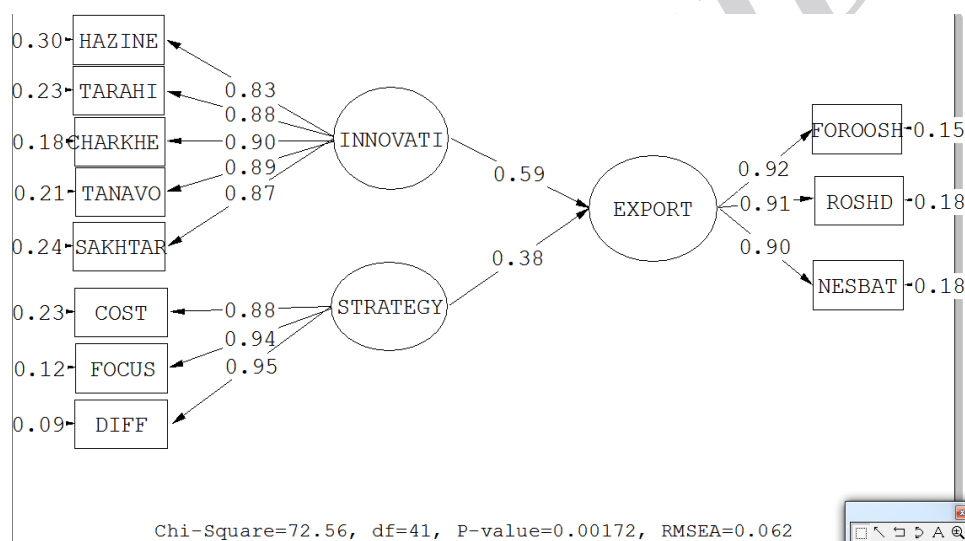 0.30 HAZINE
0.23 TARAHI 0.83
0.88
0.18 CHARKHE 0.90 INNOVATI FOROOSH 0.15
0.89
0.21 TANAVO 0.87 0.59 0.92
EXPORT 0.91 ROSHD 0.18
0.24 SAKHTAR 0.90
0.38
0.23 COST 0.88 STRATEGY NESBAT 0.18
0.94
0.12 FOCUS 0.95
0.09 DIFF
Chi-Square=72.56, df=41, P-value=0.00172, RMSEA=0.062
A